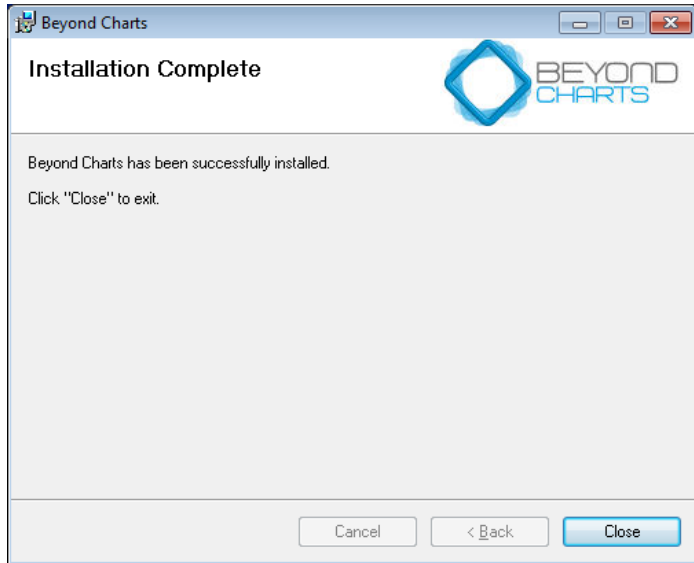 Beyond Charts
Installation Complete
BEYOND
CHARTS
Beyond Charts has been successfully installed.
Click "Close" to exit.
Cancel
< Back
Close